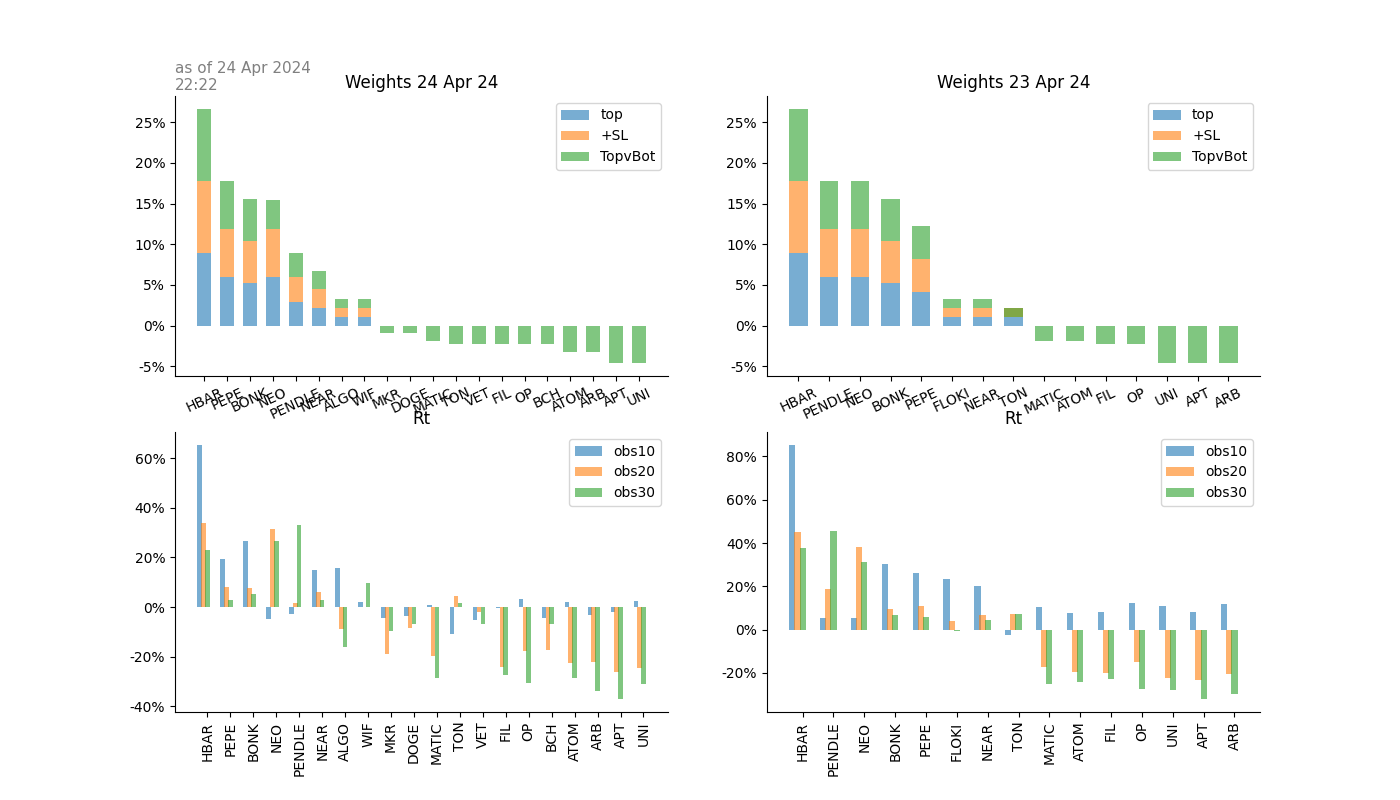 as of 24 Apr 2024
22:22
Weights 24 Apr 24
25%
20%
15%
10%
5%
0%
-5%
top
+SL
TopvBot
HBAR PEPE BONK NEO PENDLE NEAR ALGO WIF MKR DOGE MATIC TON VET FIL OP BCH ATOM ARB APT UNI
Weights 23 Apr 24
25%
20%
15%
10%
5%
0%
-5%
top
+SL
TopvBot
HBAR PENDLE NEO BONK PEPE FLOKI NEAR TON MATIC ATOM FIL OP UNI APT ARB
Rt
60%
40%
20%
0%
-20%
-40%
obs10
obs20
obs30
HBAR PEPE BONK NEO PENDLE NEAR ALGO WIF MKR DOGE MATIC TON VET FIL OP BCH ATOM ARB APT UNI
Rt
80%
60%
40%
20%
0%
-20%
obs10
obs20
obs30
HBAR PENDLE NEO BONK PEPE FLOKI NEAR TON MATIC ATOM FIL OP UNI APT ARB